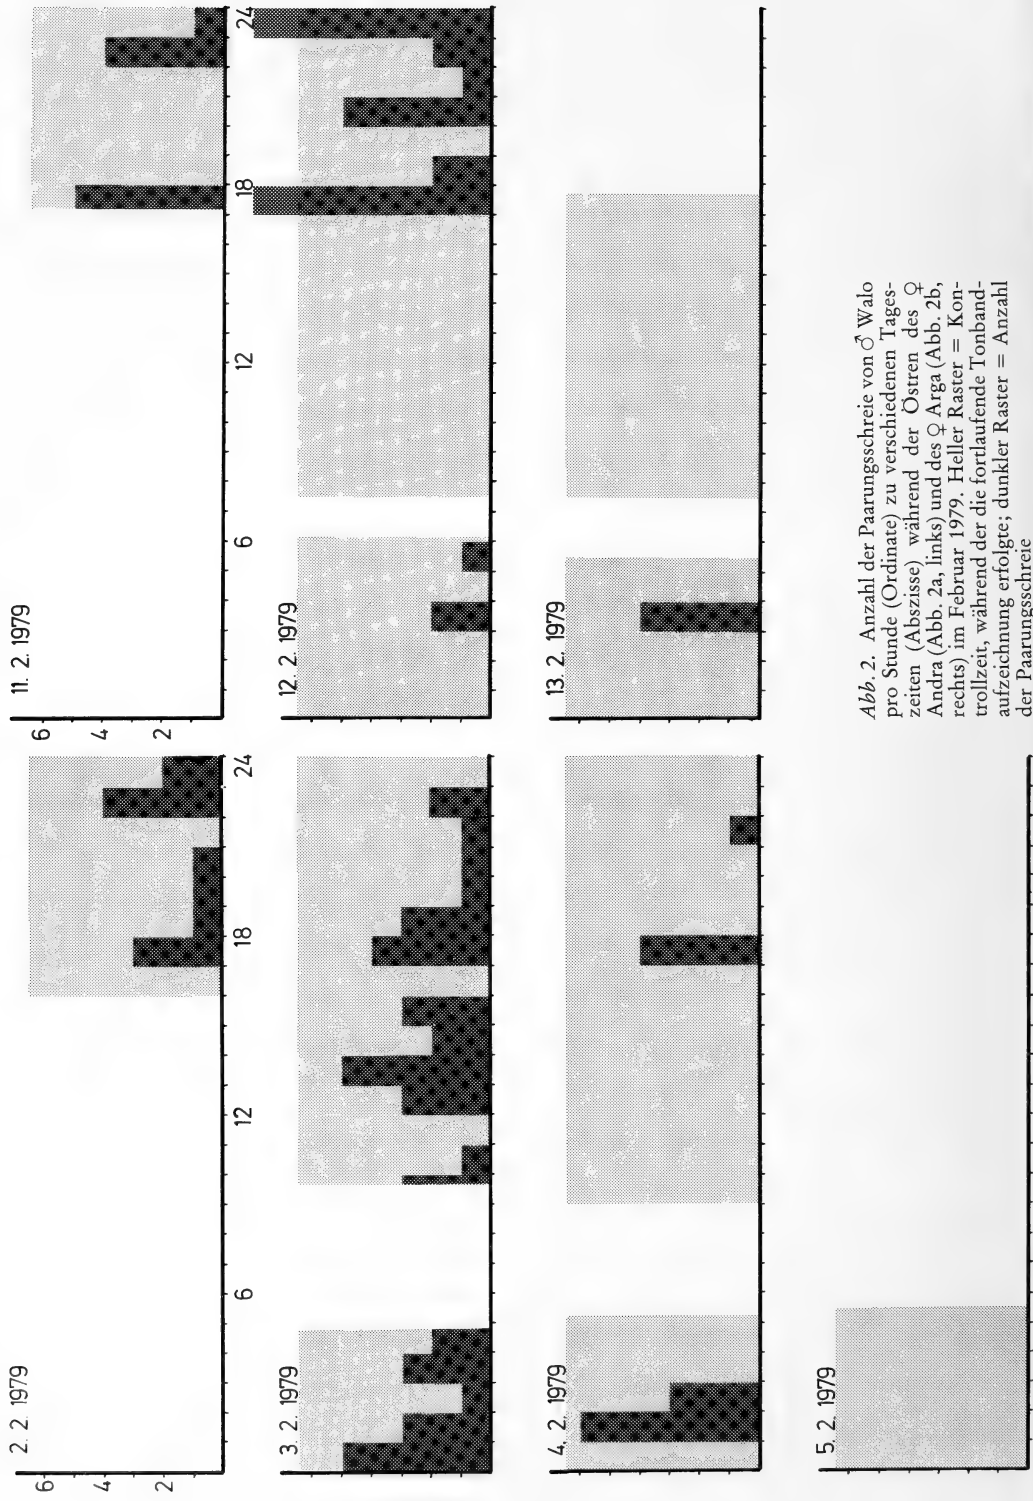 2. 2. 1979
6
4
2
6
12
18
24
3. 2. 1979
4. 2. 1979
5. 2. 1979
11. 2. 1979
6
4
2
6
12
18
24
12. 2. 1979
13. 2. 1979
Abb. 2. Anzahl der Paarungsschreie von ♂ Walo
pro Stunde (Ordinate) zu verschiedenen Tages-
zeiten (Abszisse) während der Östren des ♀
Andra (Abb. 2a, links) und des ♀ Arga (Abb. 2b,
rechts) im Februar 1979. Heller Raster = Kon-
trollzeit, während der die fortlaufende Tonband-
aufzeichnung erfolgte; dunkler Raster = Anzahl
der Paarungsschreie